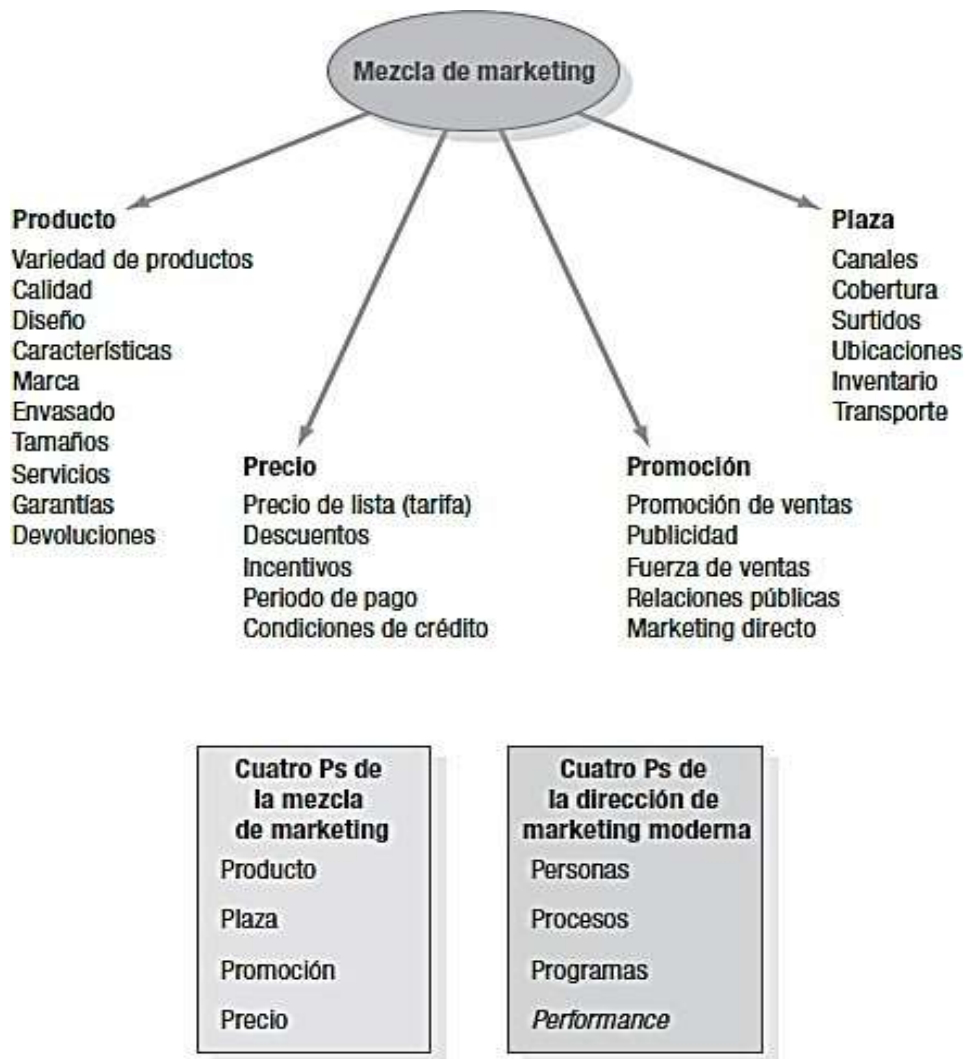 Mezcla de marketing
Producto
Variedad de productos
Calidad
Diseño
Características
Marca
Envasado
Tamaños
Servicios
Garantías
Devoluciones
Precio
Precio de lista (tarifa)
Descuentos
Incentivos
Periodo de pago
Condiciones de crédito
Promoción
Promoción de ventas
Publicidad
Fuerza de ventas
Relaciones públicas
Marketing directo
Plaza
Canales
Cobertura
Surtidos
Ubicaciones
Inventario
Transporte
Cuatro Ps de
la mezcla
de marketing
Producto
Plaza
Promoción
Precio
Cuatro Ps de
la dirección de
marketing moderna
Personas
Procesos
Programas
Performance